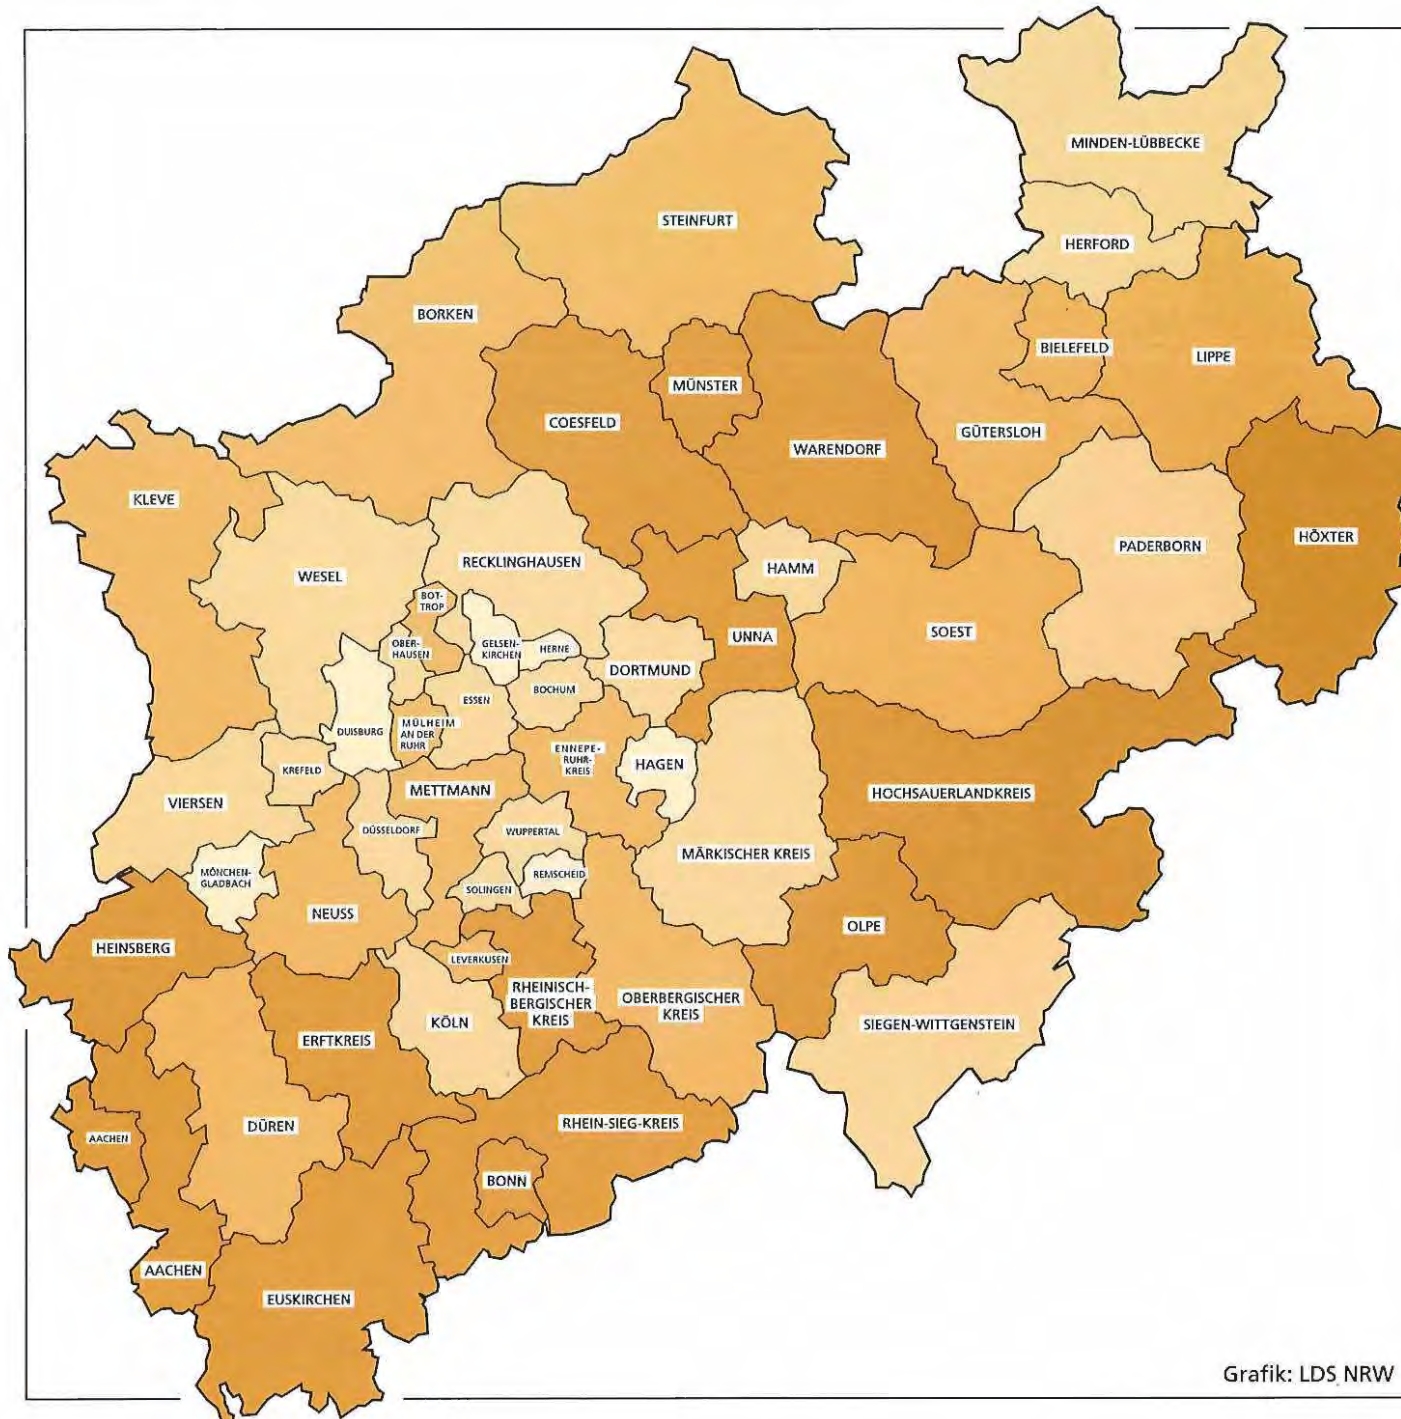 MINDEN-LÜBBECKE
STEINFURT
HERFORD
BORKEN
BIELEFELD
LIPPE
MÜNSTER
COESFELD
GÜTERSLOH
WARENDORF
KLEVE
HÖXTER
PADERBORN
RECKLINGHAUSEN
HAMM
WESEL
BOT-
TROP
UNNA
SOEST
OBER-
HAUSEN
GELSEN-
KIRCHEN
HERNE
DORTMUND
BOCHUM
ESSEN
DUISBURG
MÜLHEIM
AN DER
RUHR
ENNEPE-
RUHR-
KREIS
HAGEN
KREFELD
METTMANN
HOCHSAUERLANDKREIS
VIERSEN
DÜSSELDORF
WUPPERTAL
MÄRKISCHER KREIS
MÖNCHEN-
GLADBACH
REMSCHEID
SOLINGEN
NEUSS
OLPE
HEINSBERG
LEVERKUSEN
RHEINISCH-
BERGISCHER
KREIS
OBERBERGISCHER
KREIS
KÖLN
SIEGEN-WITTGENSTEIN
ERFTKREIS
DÜREN
RHEIN-SIEG-KREIS
AACHEN
BONN
AACHEN
EUSKIRCHEN
Grafik: LDS NRW